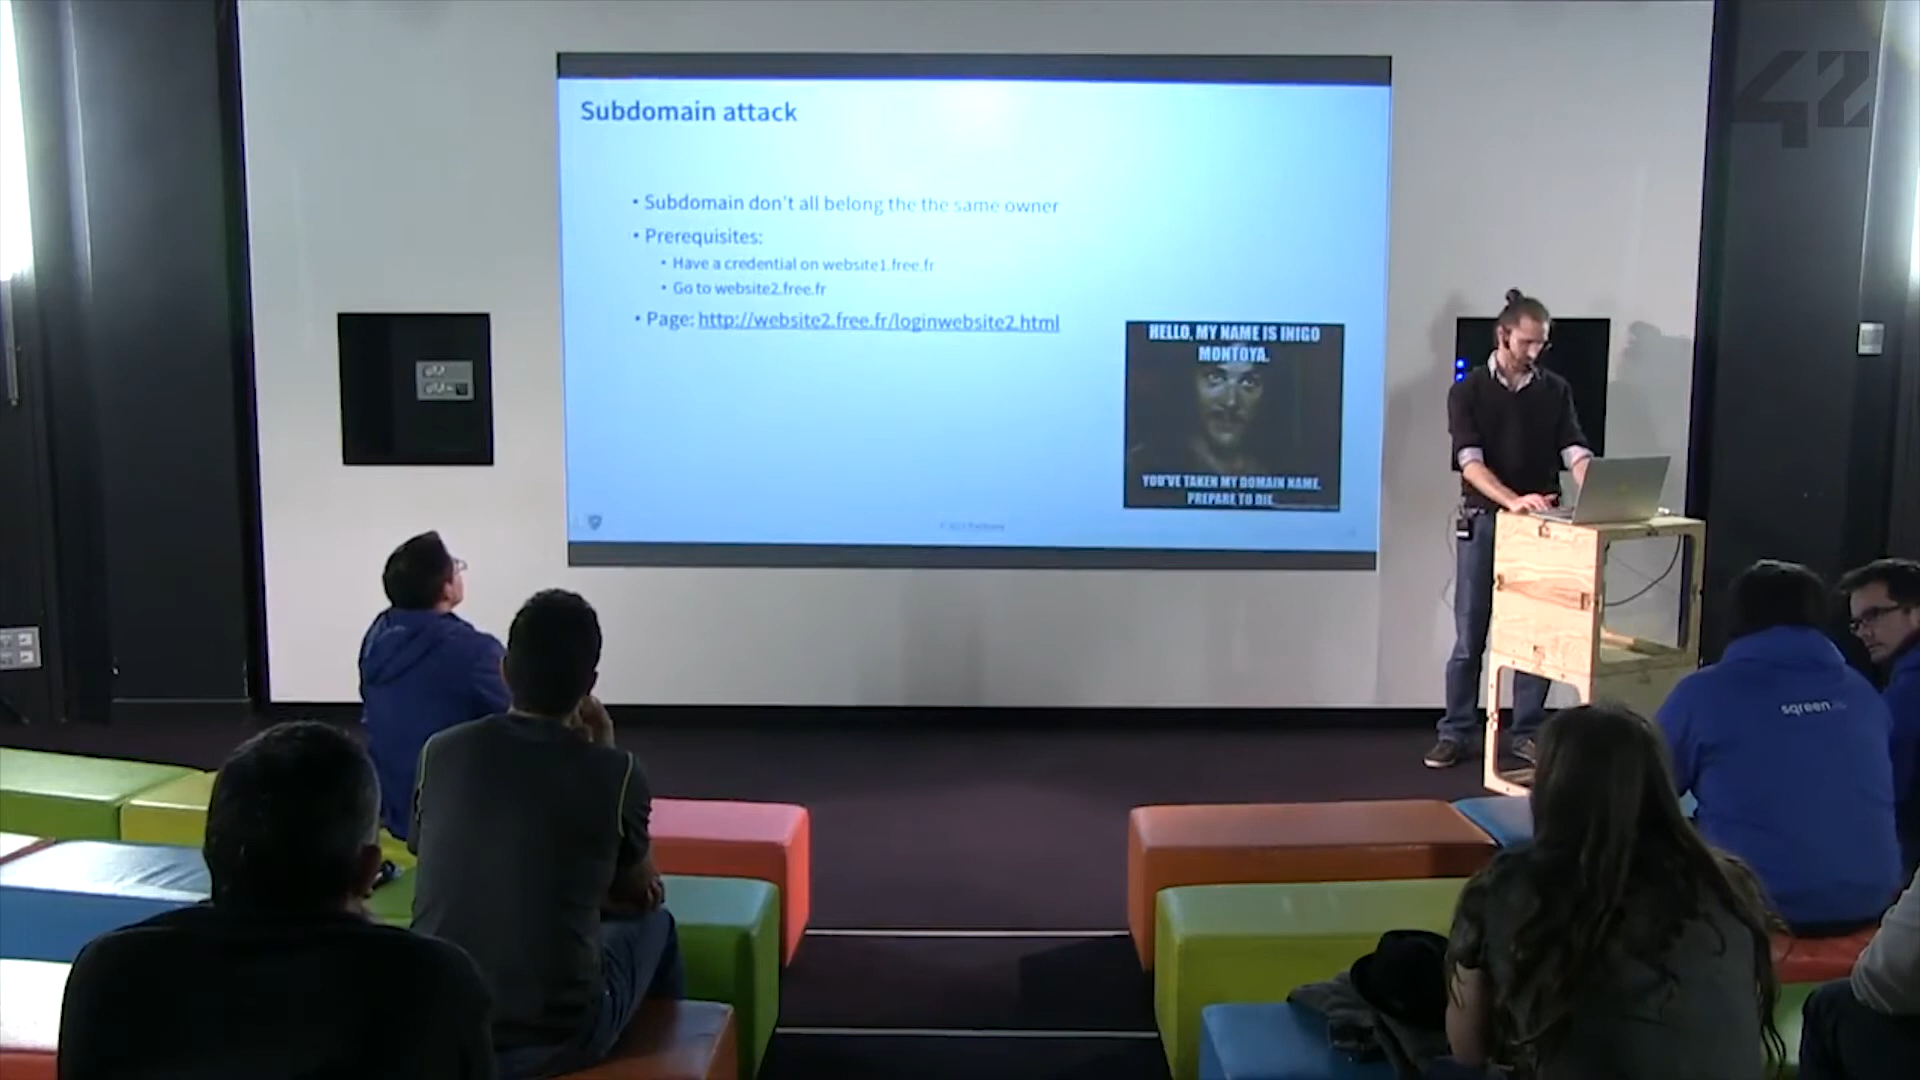 42
Subdomain attack
• Subdomain don't all belong the the same owner
• Prerequisites:
• Have a credential on website1.free.fr
• Go to website2.free.fr
• Page: http://website2.free.fr/loginwebsite2.html
HELLO, MY NAME IS INIGO
MONTOYA.
YOU'VE TAKEN MY DOMAIN NAME.
PREPARE TO DIE
sqreen